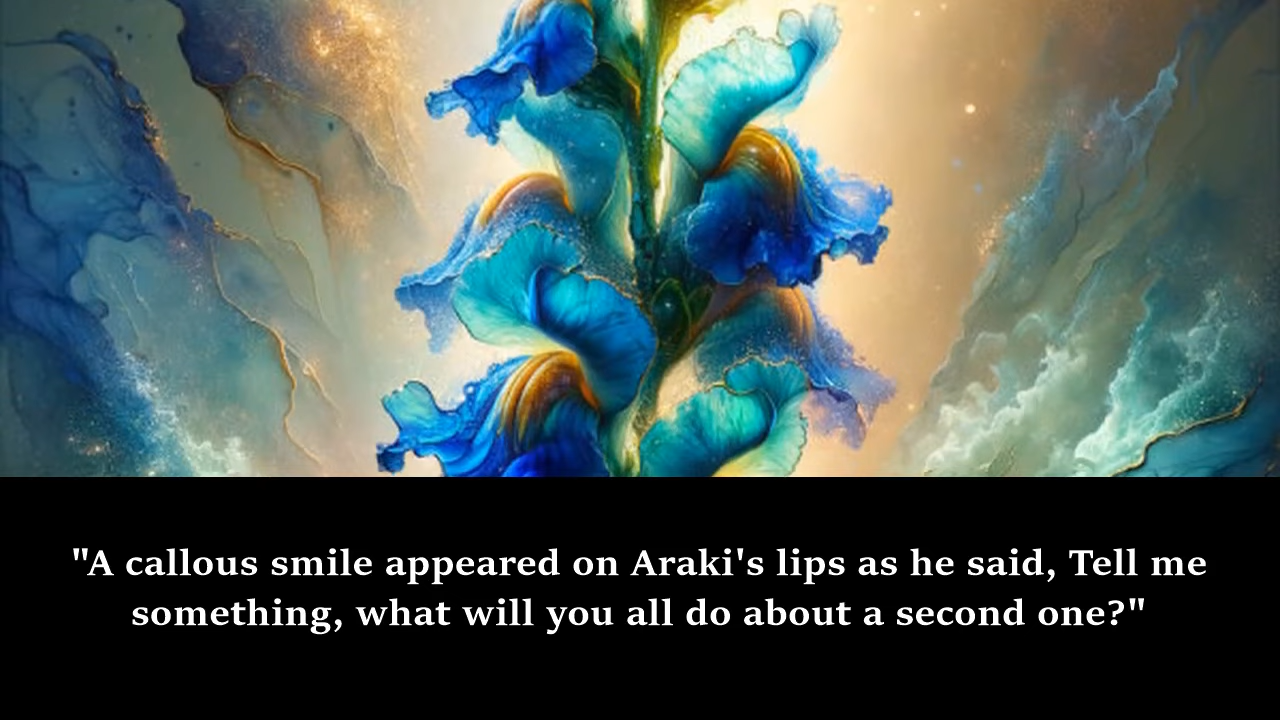 "A callous smile appeared on Araki's lips as he said, Tell me
something, what will you all do about a second one?"